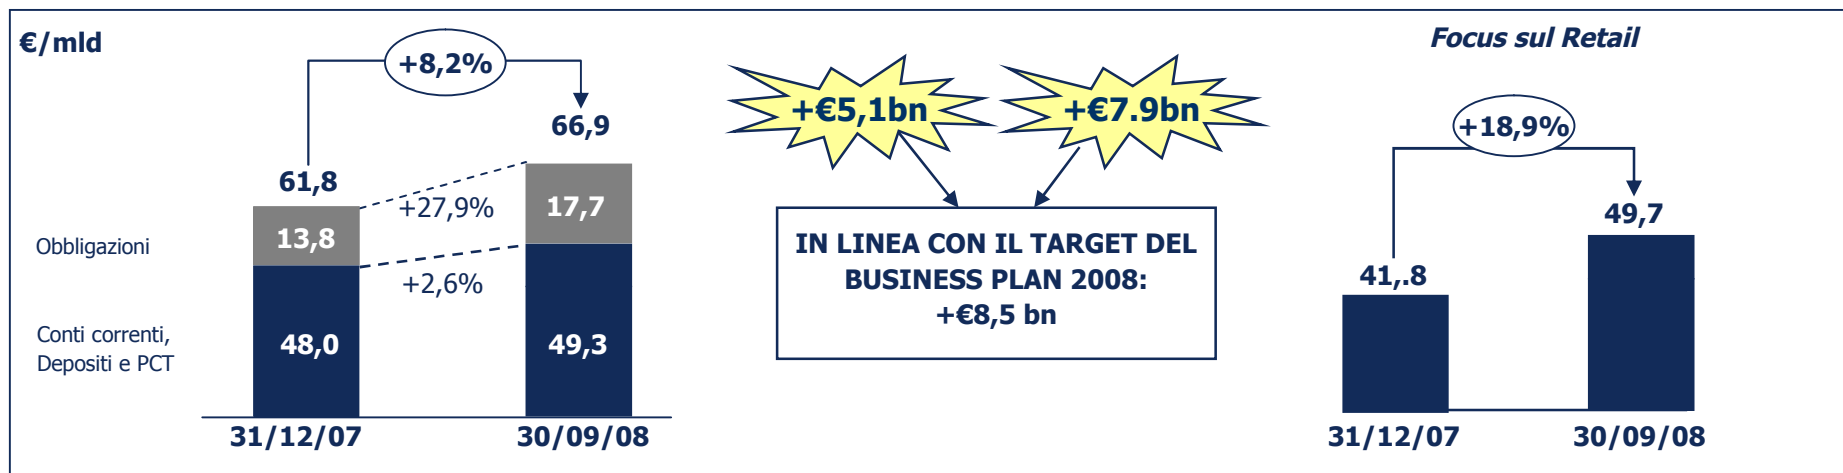 €/mld
+8,2%
66,9
61,8
+27,9%
17,7
13,8
Obbligazioni
+2,6%
Conti correnti,
Depositi e PCT
48,0
49,3
31/12/07
30/09/08
+€5,1bn
+€7.9bn
IN LINEA CON IL TARGET DEL
BUSINESS PLAN 2008:
+€8,5 bn
Focus sul Retail
+18,9%
49,7
41,.8
31/12/07
30/09/08